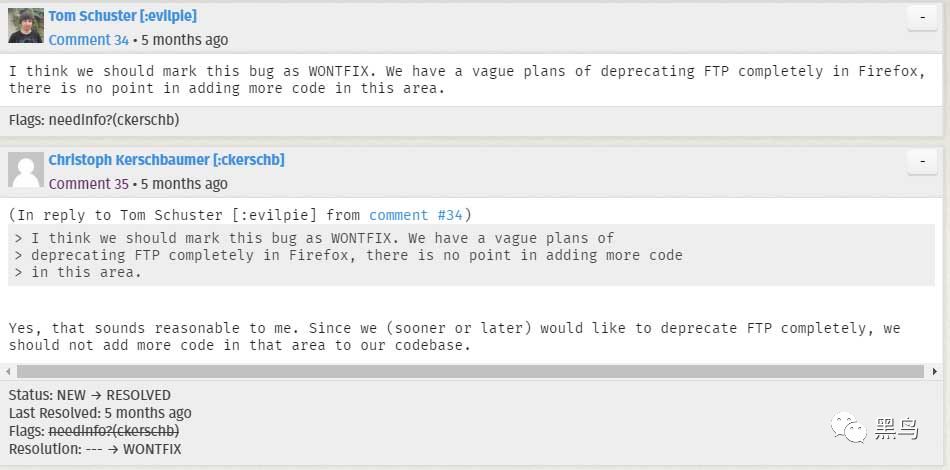 Tom Schuster [:evilpie]
-
Comment 34 • 5 months ago
I think we should mark this bug as WONTFIX. We have a vague plans of deprecating FTP completely in Firefox,
there is no point in adding more code in this area.
Flags: needinfo?(ckerschb)
Christoph Kerschbaumer [:ckerschb]
-
Comment 35 • 5 months ago
(In reply to Tom Schuster [:evilpie] from comment #34)
> I think we should mark this bug as WONTFIX. We have a vague plans of
> deprecating FTP completely in Firefox, there is no point in adding more code
> in this area.
Yes, that sounds reasonable to me. Since we (sooner or later) would like to deprecate FTP completely, we
should not add more code in that area to our codebase.
Status: NEW → RESOLVED
Last Resolved: 5 months ago
Flags: needinfo?(ckerschb)
Resolution: --- → WONTFIX
黑鸟